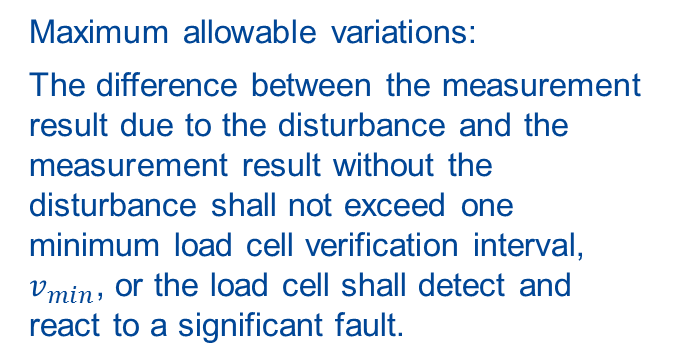 Maximum allowable variations:
The difference between the measurement
result due to the disturbance and the
measurement result without the
disturbance shall not exceed one
minimum load cell verification interval,
𝑣𝑚𝑖𝑛, or the load cell shall detect and
react to a significant fault.